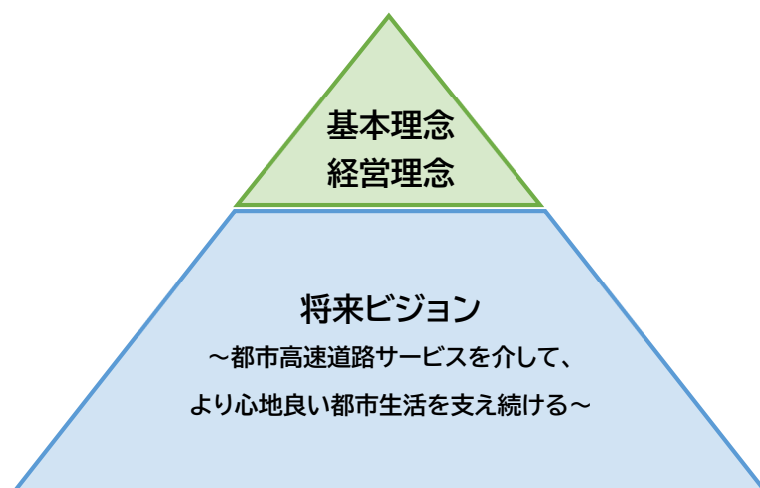 基本理念
経営理念
将来ビジョン
～都市高速道路サービスを介して、
より心地良い都市生活を支え続ける～